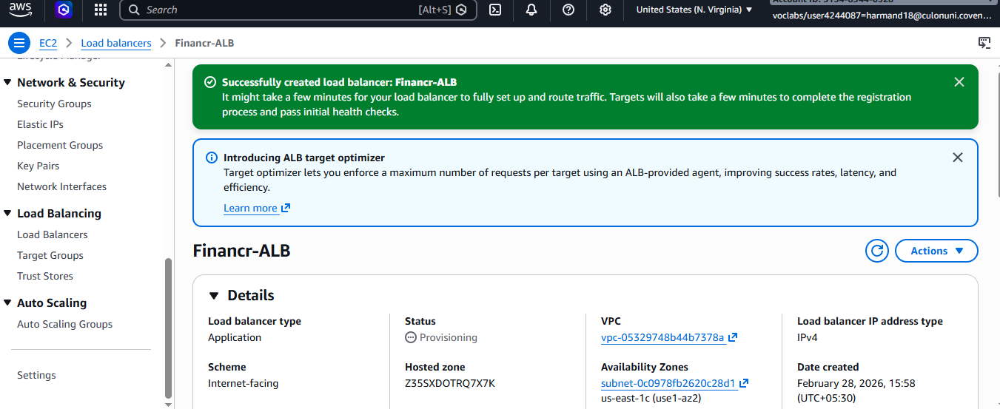 aws
Search
[Alt+S]
United States (N. Virginia)
voclabs/user4244087=harmand18@culonuni.coven...
EC2
Load balancers
Financr-ALB
Lifecycle Manager
Network & Security
Security Groups
Elastic IPs
Placement Groups
Key Pairs
Network Interfaces
Load Balancing
Load Balancers
Target Groups
Trust Stores
Auto Scaling
Auto Scaling Groups
Settings
Successfully created load balancer: Financr-ALB
It might take a few minutes for your load balancer to fully set up and route traffic. Targets will also take a few minutes to complete the registration
process and pass initial health checks.
Introducing ALB target optimizer
Target optimizer lets you enforce a maximum number of requests per target using an ALB-provided agent, improving success rates, latency, and
efficiency.
Learn more
Financr-ALB
Actions
Details
Load balancer type
Application
Status
Provisioning
VPC
vpc-05329748b44b7378a
Load balancer IP address type
IPv4
Scheme
Internet-facing
Hosted zone
Z35SXDOTRQ7X7K
Availability Zones
subnet-0c0978fb2620c28d1
us-east-1c (use1-az2)
Date created
February 28, 2026, 15:58
(UTC+05:30)